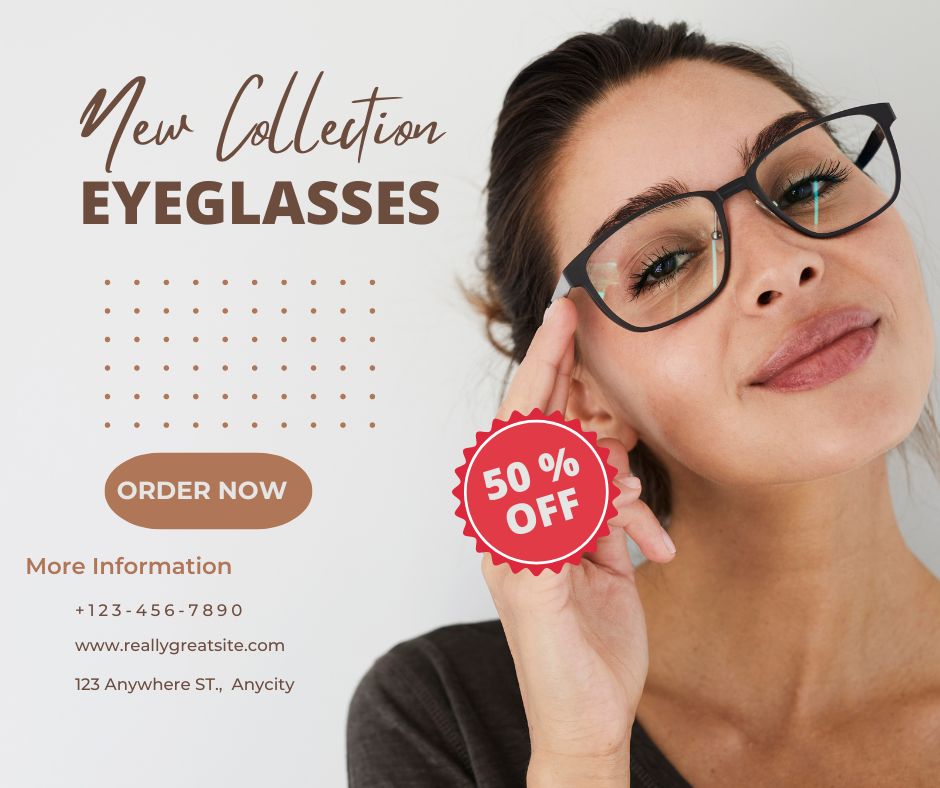 New Collection
EYEGLASSES
ORDER NOW
50 %
OFF
More Information
+123-456-7890
www.reallygreatsite.com
123 Anywhere ST., Anycity